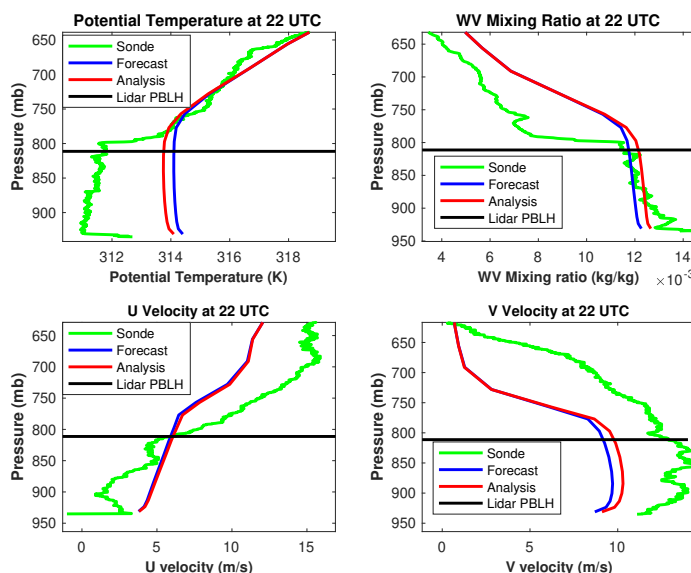 Potential Temperature at 22 UTC
650
700
750
800
850
900
Pressure (mb)
312
314
316
318
Potential Temperature (K)
Sonde
Forecast
Analysis
Lidar PBLH
WV Mixing Ratio at 22 UTC
650
700
750
800
850
900
950
Pressure (mb)
4
6
8
10
12
14
WV Mixing ratio (kg/kg)
×10⁻³
Sonde
Forecast
Analysis
Lidar PBLH
U Velocity at 22 UTC
650
700
750
800
850
900
950
Pressure (mb)
0
5
10
15
U velocity (m/s)
Sonde
Forecast
Analysis
Lidar PBLH
V Velocity at 22 UTC
650
700
750
800
850
900
950
Pressure (mb)
0
5
10
V velocity (m/s)
Sonde
Forecast
Analysis
Lidar PBLH